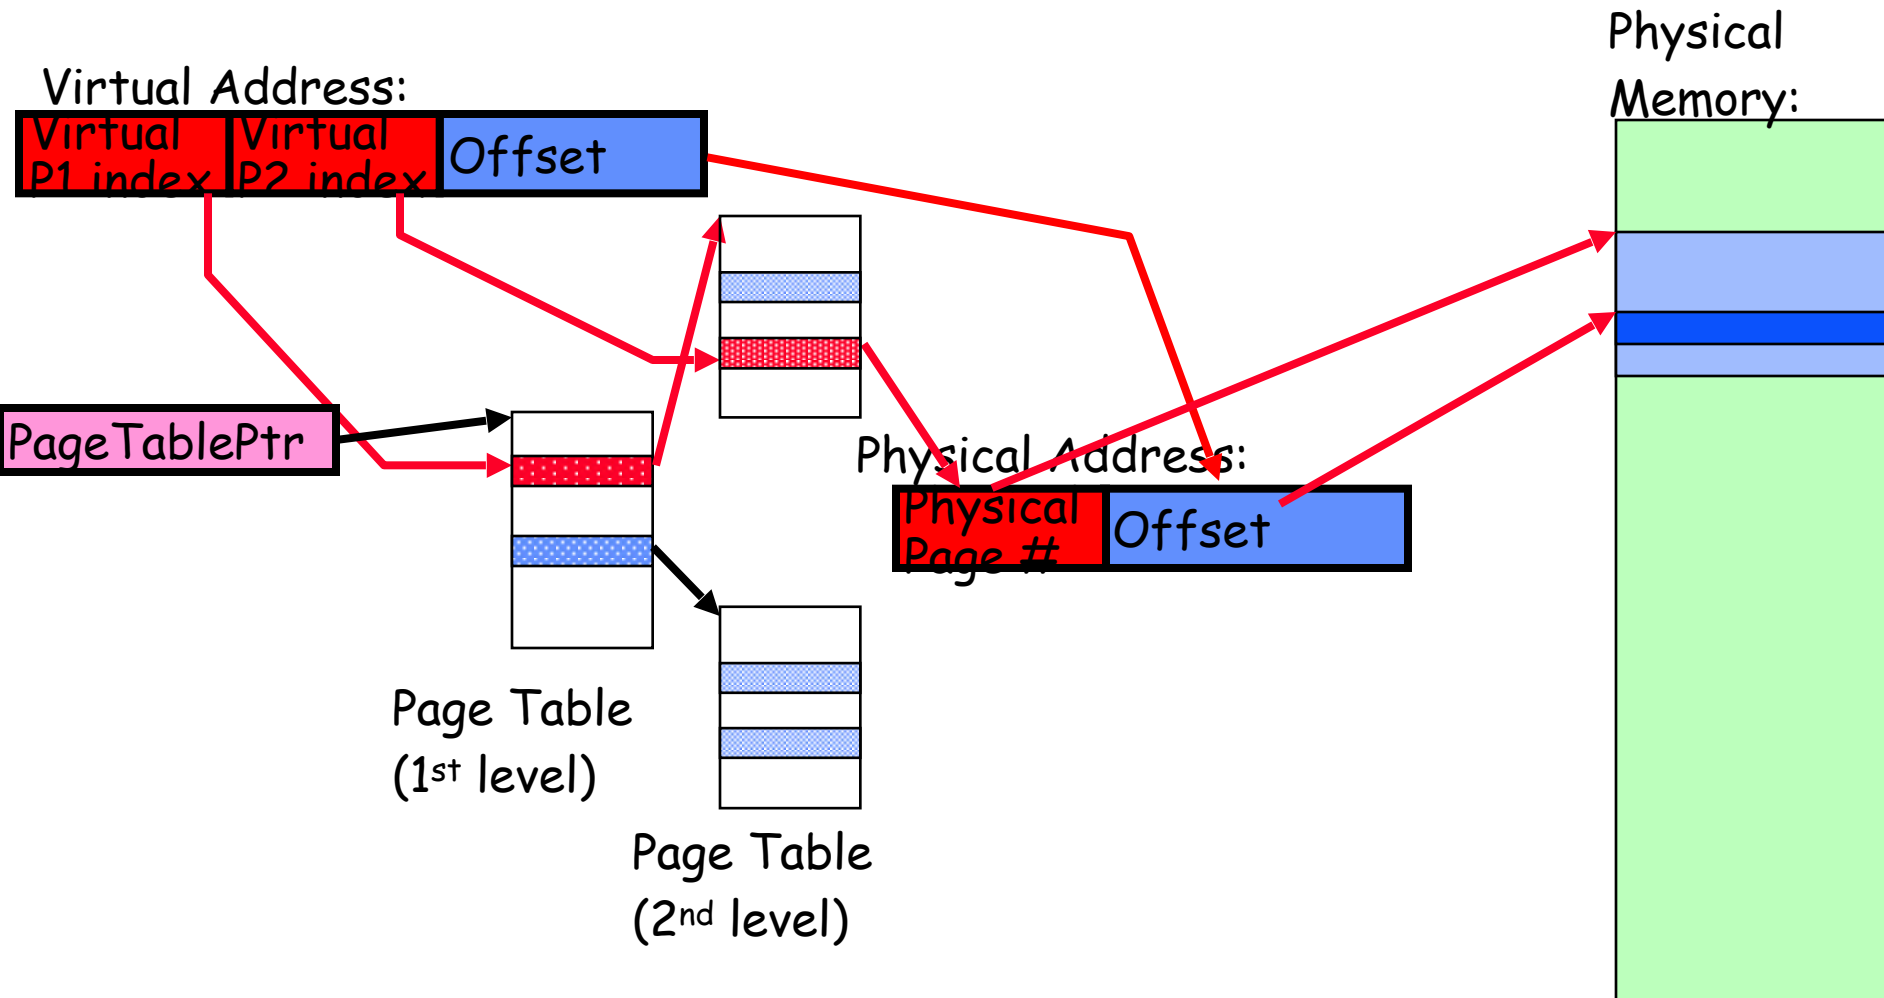 Physical
Memory:
Virtual Address:
Virtual
P1 index
Virtual
P2 index
Offset
PageTablePtr
Physical Address:
Physical
Page #
Offset
Page Table
(1st level)
Page Table
(2nd level)